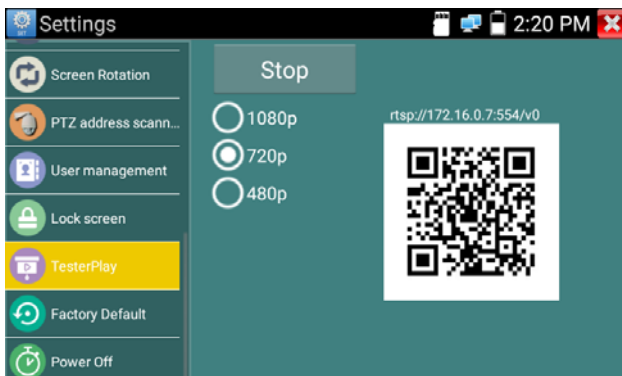 SET
Settings
2:20 PM
Screen Rotation
PTZ address scann...
User management
Lock screen
TesterPlay
Factory Default
Power Off
Stop
1080p
720p
480p
rtsp://172.16.0.7:554/v0